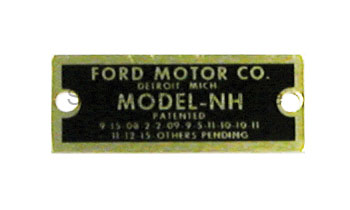 FORD MOTOR CO.
DETROIT, MICH.
MODEL-NH
PATENTED
9-15-08-2-2-09-9-5-11-10-10-11
11-12-15-OTHERS PENDING